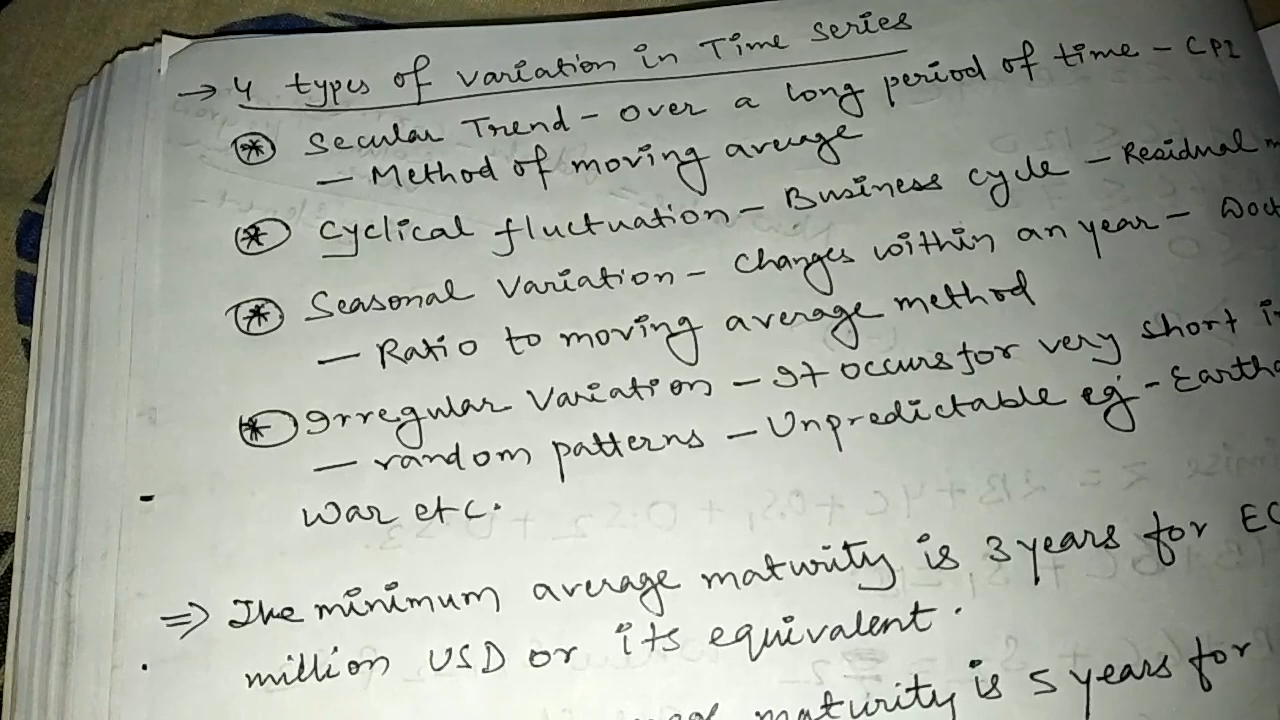 → 4 types of variation in Time series
* Secular Trend - over a long period of time - CPI
- Method of moving average
* Cyclical fluctuation - Business cycle - Residual
* Seasonal Variation - Changes within an year -
- Ratio to moving average method
* Irregular Variation - It occurs for very short
- random patterns - Unpredictable eg -
war etc.
⇒ The minimum average maturity is 3 years for
million USD or its equivalent.
maturity is 5 years for